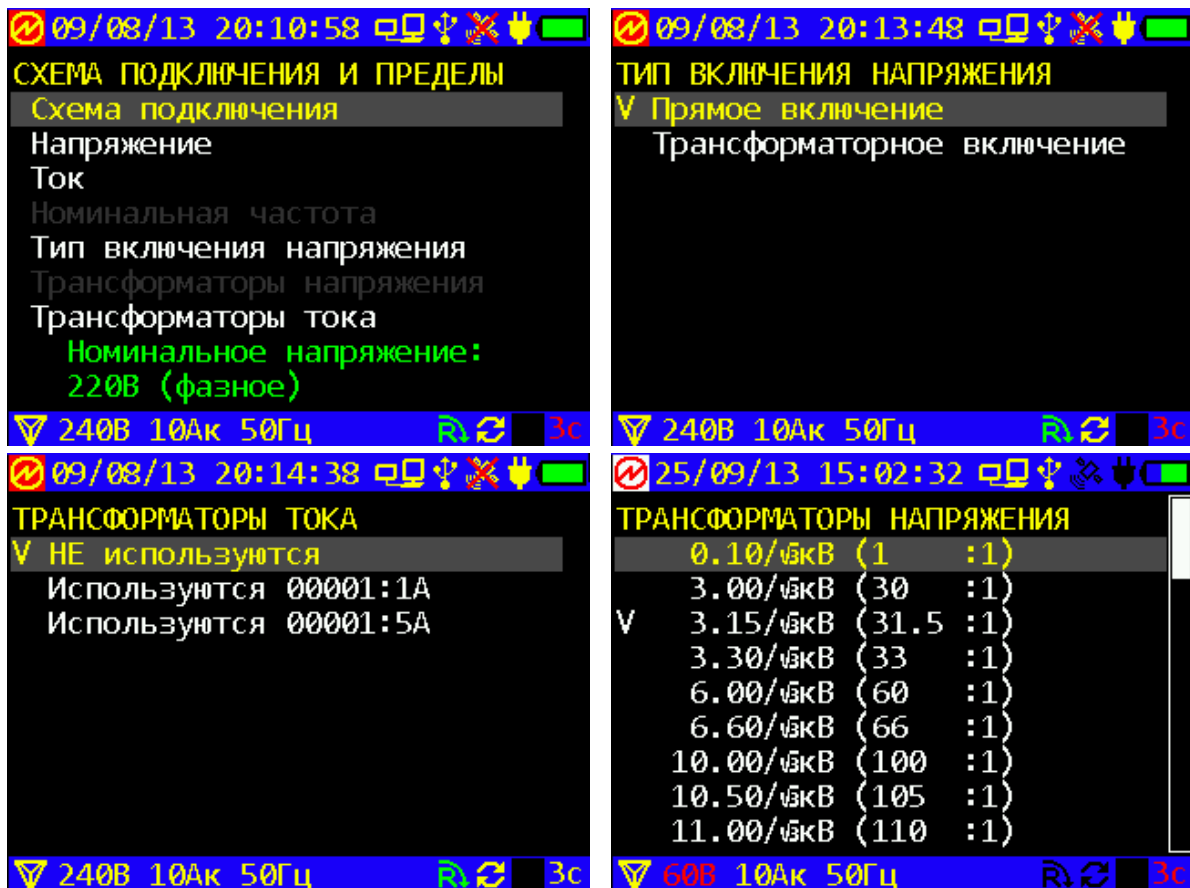 09/08/13 20:10:58
СХЕМА ПОДКЛЮЧЕНИЯ И ПРЕДЕЛЫ
Схема подключения
Напряжение
Ток
Номинальная частота
Тип включения напряжения
Трансформаторы напряжения
Трансформаторы тока
Номинальное напряжение:
220В (фазное)
240В 10Ак 50Гц R 3с
09/08/13 20:13:48
ТИП ВКЛЮЧЕНИЯ НАПРЯЖЕНИЯ
V Прямое включение
Трансформаторное включение
240В 10Ак 50Гц R 3с
09/08/13 20:14:38
ТРАНСФОРМАТОРЫ ТОКА
V НЕ используются
Используются 00001:1А
Используются 00001:5А
240В 10Ак 50Гц R 3с
25/09/13 15:02:32
ТРАНСФОРМАТОРЫ НАПРЯЖЕНИЯ
0.10/√3кВ (1 :1)
3.00/√3кВ (30 :1)
V 3.15/√3кВ (31.5 :1)
3.30/√3кВ (33 :1)
6.00/√3кВ (60 :1)
6.60/√3кВ (66 :1)
10.00/√3кВ (100 :1)
10.50/√3кВ (105 :1)
11.00/√3кВ (110 :1)
60В 10Ак 50Гц R 3с